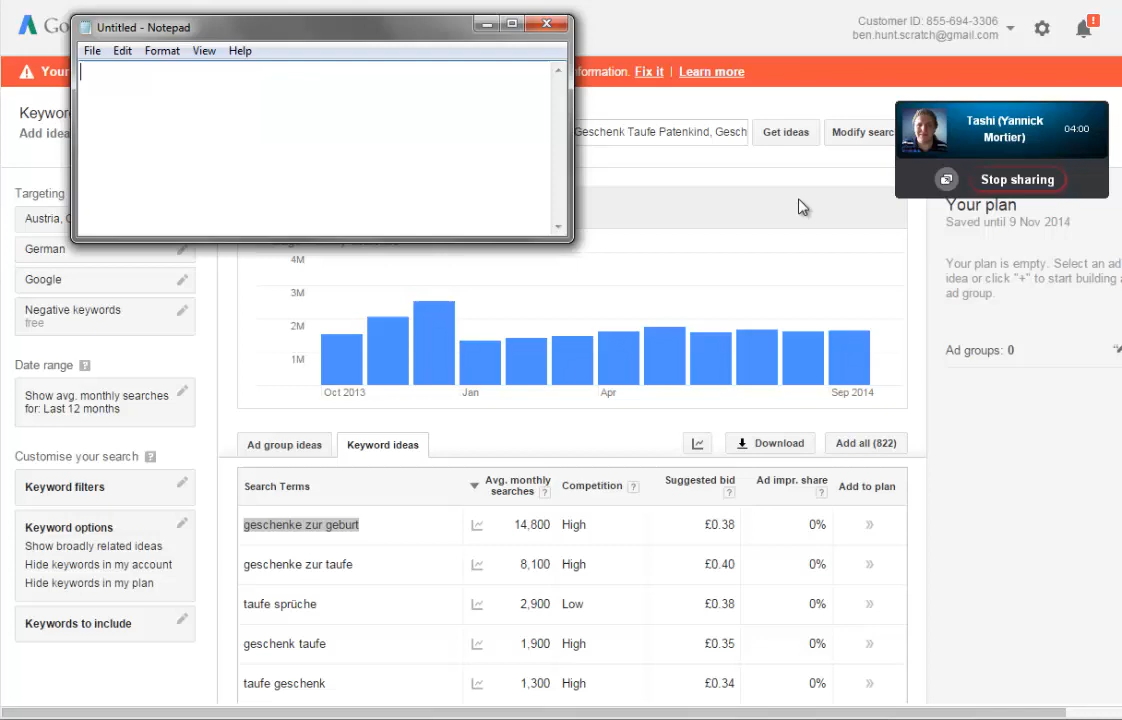 Go
Customer ID: 855-694-3306
ben.hunt.scratch@gmail.com
!
Untitled - Notepad
File Edit Format View Help
Your
nformation. Fix it | Learn more
Keywor
Add idea
Geschenk Taufe Patenkind, Gesch
Get ideas
Modify searc
Tashi (Yannick
Mortier)
04:00
Stop sharing
Targeting
Austria, G
German
Google
Negative keywords
free
Date range ?
Show avg. monthly searches
for: Last 12 months
Customise your search ?
Keyword filters
Keyword options
Show broadly related ideas
Hide keywords in my account
Hide keywords in my plan
Keywords to include
4M
3M
2M
1M
Oct 2013 Jan Apr Sep 2014
Ad group ideas Keyword ideas Download Add all (822)
Search Terms Avg. monthly searches ? Competition ? Suggested bid ? Ad impr. share ? Add to plan
geschenke zur geburt 14,800 High £0.38 0% »
geschenke zur taufe 8,100 High £0.40 0% »
taufe sprüche 2,900 Low £0.38 0% »
geschenk taufe 1,900 High £0.35 0% »
taufe geschenk 1,300 High £0.34 0% »
Your plan
Saved until 9 Nov 2014
Your plan is empty. Select an ad
idea or click "+" to start building a
ad group.
Ad groups: 0